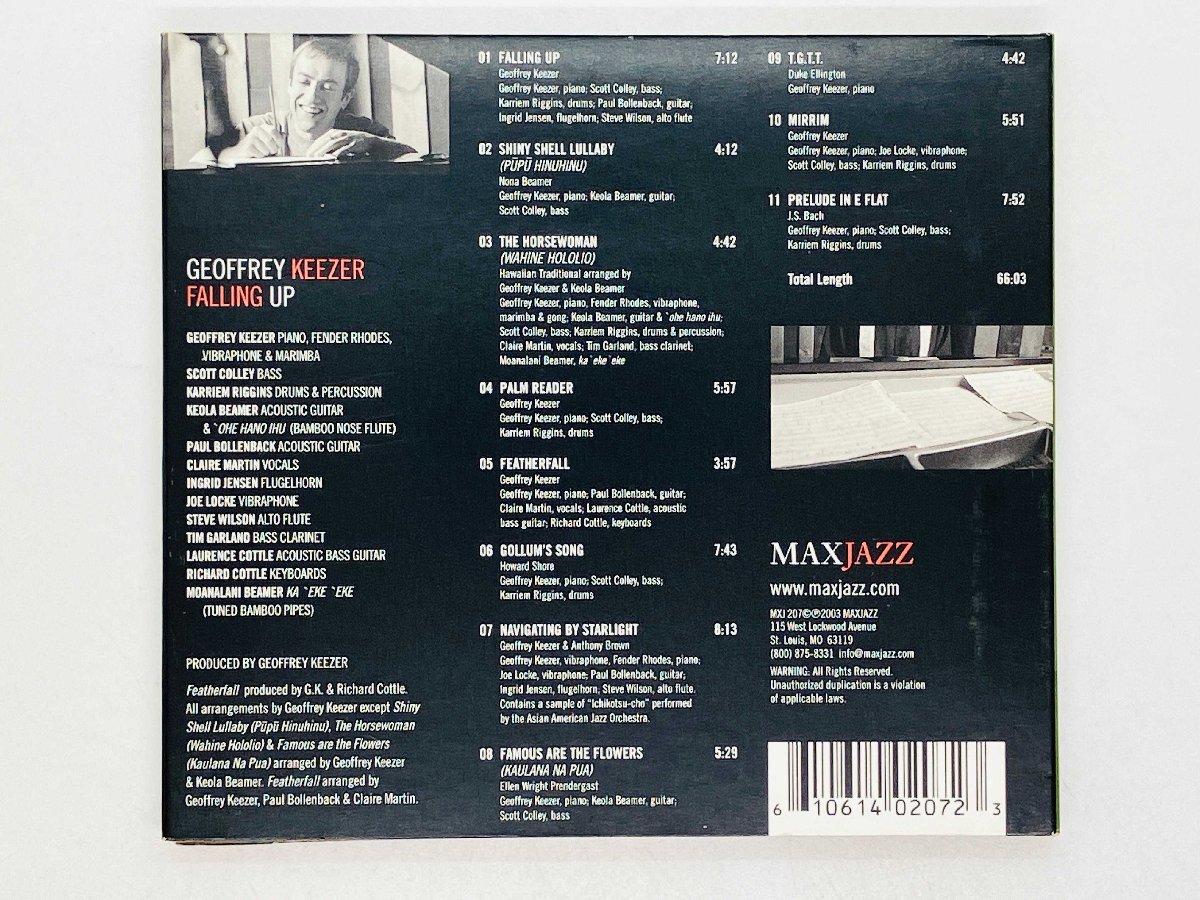 GEOFFREY KEEZER
FALLING UP
GEOFFREY KEEZER PIANO, FENDER RHODES,
VIBRAPHONE & MARIMBA
SCOTT COLLEY BASS
KARRIEM RIGGINS DRUMS & PERCUSSION
KEOLA BEAMER ACOUSTIC GUITAR
& `OHE HANO IHU (BAMBOO NOSE FLUTE)
PAUL BOLLENBACK ACOUSTIC GUITAR
CLAIRE MARTIN VOCALS
INGRID JENSEN FLUGELHORN
JOE LOCKE VIBRAPHONE
STEVE WILSON ALTO FLUTE
TIM GARLAND BASS CLARINET
LAURENCE COTTLE ACOUSTIC BASS GUITAR
RICHARD COTTLE KEYBOARDS
MOANALANI BEAMER KA `EKE `EKE
(TUNED BAMBOO PIPES)
PRODUCED BY GEOFFREY KEEZER
Featherfall produced by G.K. & Richard Cottle.
All arrangements by Geoffrey Keezer except Shiny
Shell Lullaby (Pūpū Hinuhinu), The Horsewoman
(Wahine Hololio) & Famous are the Flowers
(Kaulana Na Pua) arranged by Geoffrey Keezer
& Keola Beamer. Featherfall arranged by
Geoffrey Keezer, Paul Bollenback & Claire Martin.
01 FALLING UP 7:12
Geoffrey Keezer
Geoffrey Keezer, piano; Scott Colley, bass;
Karriem Riggins, drums; Paul Bollenback, guitar;
Ingrid Jensen, flugelhorn; Steve Wilson, alto flute
02 SHINY SHELL LULLABY 4:12
(PŪPŪ HINUHINU)
Nona Beamer
Geoffrey Keezer, piano; Keola Beamer, guitar;
Scott Colley, bass
03 THE HORSEWOMAN 4:42
(WAHINE HOLOLIO)
Hawaiian Traditional arranged by
Geoffrey Keezer & Keola Beamer
Geoffrey Keezer, piano, Fender Rhodes, vibraphone,
marimba & gong; Keola Beamer, guitar & `ohe hano ihu;
Scott Colley, bass; Karriem Riggins, drums & percussion;
Claire Martin, vocals; Tim Garland, bass clarinet;
Moanalani Beamer, ka `eke `eke
04 PALM READER 5:57
Geoffrey Keezer
Geoffrey Keezer, piano; Scott Colley, bass;
Karriem Riggins, drums
05 FEATHERFALL 3:57
Geoffrey Keezer
Geoffrey Keezer, piano; Paul Bollenback, guitar;
Claire Martin, vocals; Laurence Cottle, acoustic
bass guitar; Richard Cottle, keyboards
06 GOLLUM'S SONG 7:43
Howard Shore
Geoffrey Keezer, piano; Scott Colley, bass;
Karriem Riggins, drums
07 NAVIGATING BY STARLIGHT 8:13
Geoffrey Keezer & Anthony Brown
Geoffrey Keezer, vibraphone, Fender Rhodes, piano;
Joe Locke, vibraphone; Paul Bollenback, guitar;
Ingrid Jensen, flugelhorn; Steve Wilson, alto flute.
Contains a sample of "Ichikotsu-cho" performed
by the Asian American Jazz Orchestra.
08 FAMOUS ARE THE FLOWERS 5:29
(KAULANA NA PUA)
Ellen Wright Prendergast
Geoffrey Keezer, piano; Keola Beamer, guitar;
Scott Colley, bass
09 T.G.T.T. 4:42
Duke Ellington
Geoffrey Keezer, piano
10 MIRRIM 5:51
Geoffrey Keezer
Geoffrey Keezer, piano; Joe Locke, vibraphone;
Scott Colley, bass; Karriem Riggins, drums
11 PRELUDE IN E FLAT 7:52
J.S. Bach
Geoffrey Keezer, piano; Scott Colley, bass;
Karriem Riggins, drums
Total Length 66:03
MAXJAZZ
www.maxjazz.com
MXJ 207©℗2003 MAXJAZZ
115 West Lockwood Avenue
St. Louis, MO 63119
(800) 875-8331 info@maxjazz.com
WARNING: All Rights Reserved.
Unauthorized duplication is a violation
of applicable laws.
6 10614 02072 3